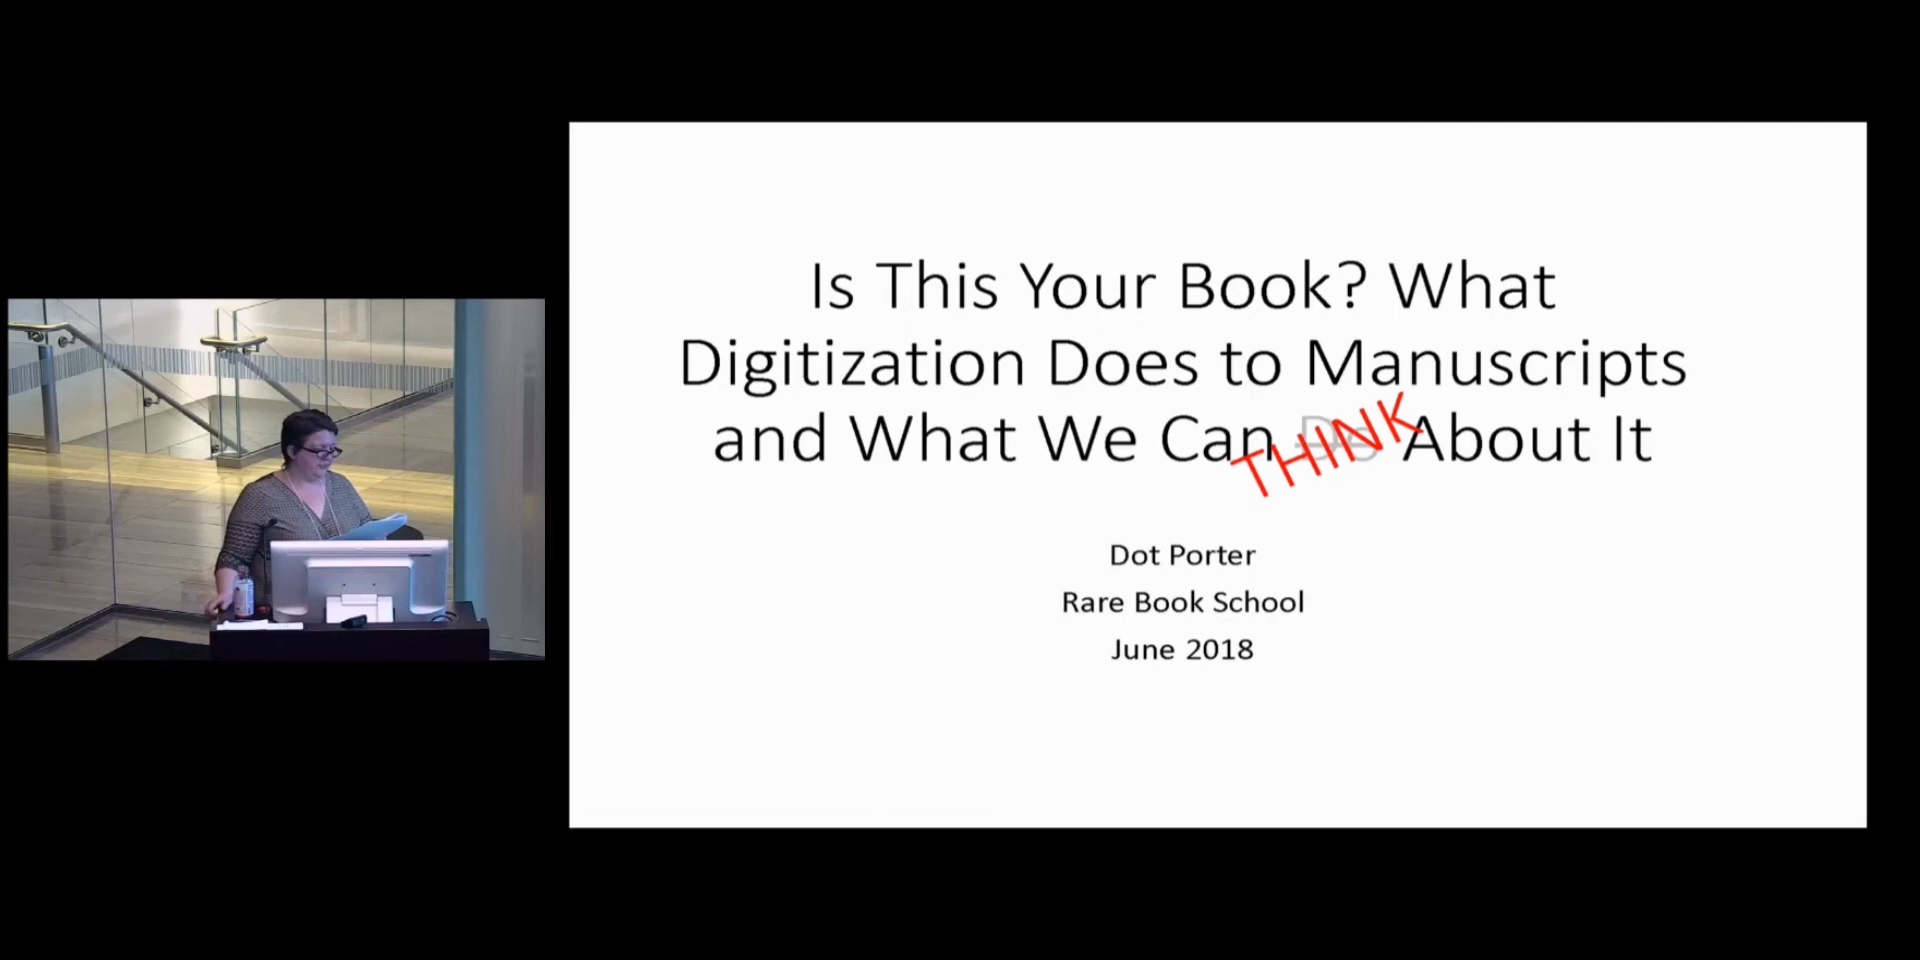 Is This Your Book? What
Digitization Does to Manuscripts
and What We Can Do THINK About It
Dot Porter
Rare Book School
June 2018